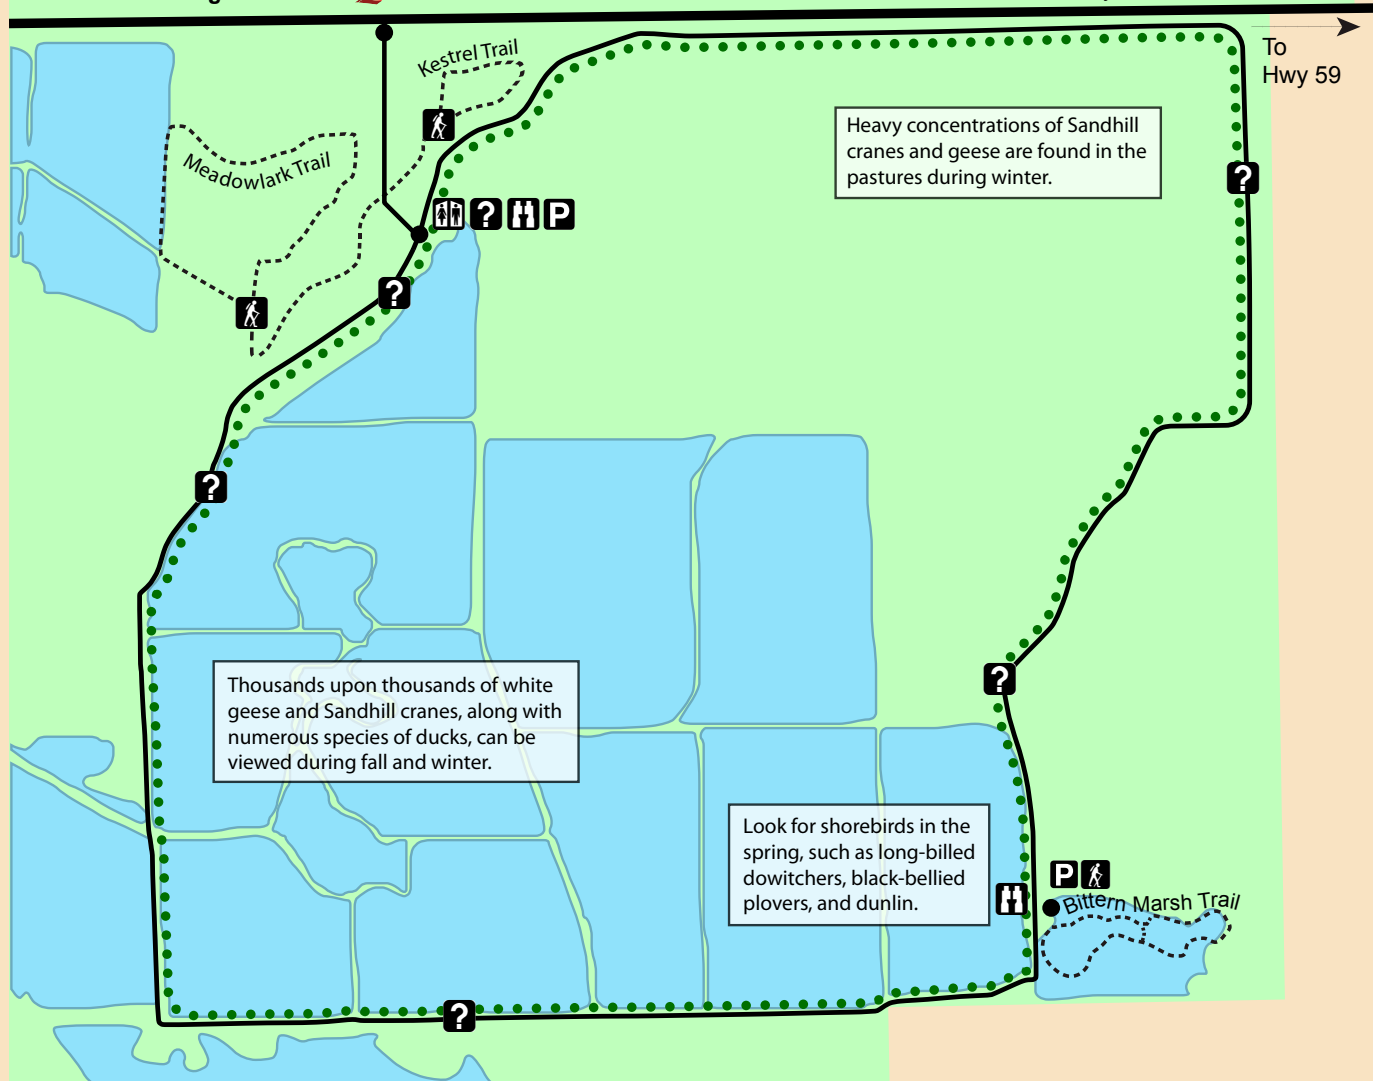 Kestrel Trail
To
Hwy 59
Heavy concentrations of Sandhill
cranes and geese are found in the
pastures during winter.
Meadowlark Trail
?
? P
?
?
Thousands upon thousands of white
geese and Sandhill cranes, along with
numerous species of ducks, can be
viewed during fall and winter.
?
Look for shorebirds in the
spring, such as long-billed
dowitchers, black-bellied
plovers, and dunlin.
P
Bittern Marsh Trail
?